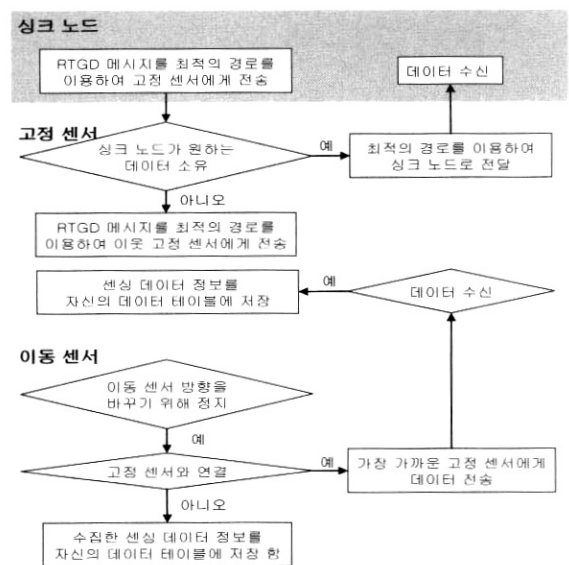 싱크 노드
RTGD 메시지를 최적의 경로를
이용하여 고정 센서에게 전송
데이터 수신
고정 센서
싱크 노드가 원하는
데이터 소유
예
최적의 경로를 이용하여
싱크 노드로 전달
아니오
RTGD 메시지를 최적의 경로를
이용하여 이웃 고정 센서에게 전송
센싱 데이터 정보를
자신의 데이터 테이블에 저장
예
데이터 수신
이동 센서
이동 센서 방향을
바꾸기 위해 정지
예
고정 센서와 연결
예
가장 가까운 고정 센서에게
데이터 전송
아니오
수집한 센싱 데이터 정보를
자신의 데이터 테이블에 저장 함